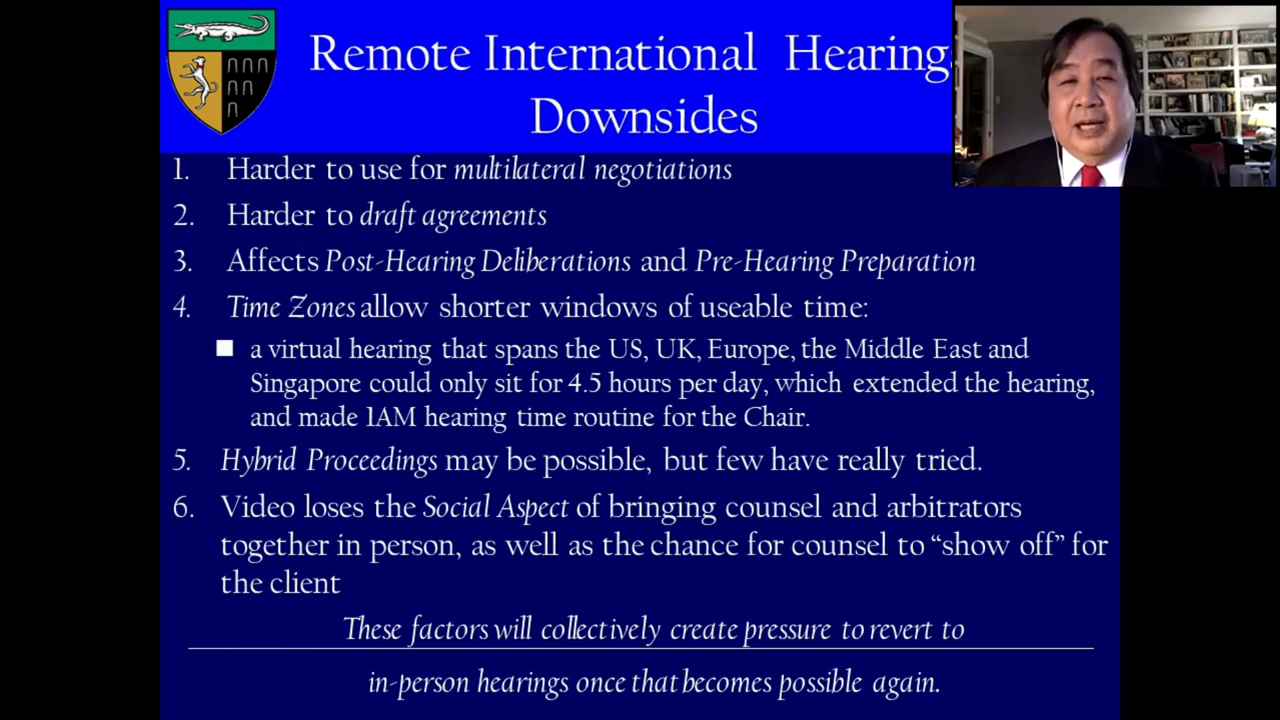 Remote International Hearing
Downsides
1. Harder to use for multilateral negotiations
2. Harder to draft agreements
3. Affects Post-Hearing Deliberations and Pre-Hearing Preparation
4. Time Zones allow shorter windows of useable time:
a virtual hearing that spans the US, UK, Europe, the Middle East and
Singapore could only sit for 4.5 hours per day, which extended the hearing,
and made 1AM hearing time routine for the Chair.
5. Hybrid Proceedings may be possible, but few have really tried.
6. Video loses the Social Aspect of bringing counsel and arbitrators
together in person, as well as the chance for counsel to “show off” for
the client
These factors will collectively create pressure to revert to
in-person hearings once that becomes possible again.